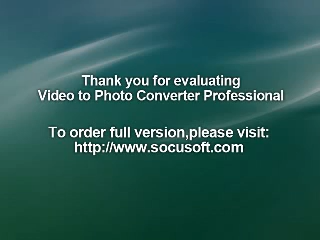 Thank you for evaluating
Video to Photo Converter Professional
To order full version,please visit:
http://www.socusoft.com